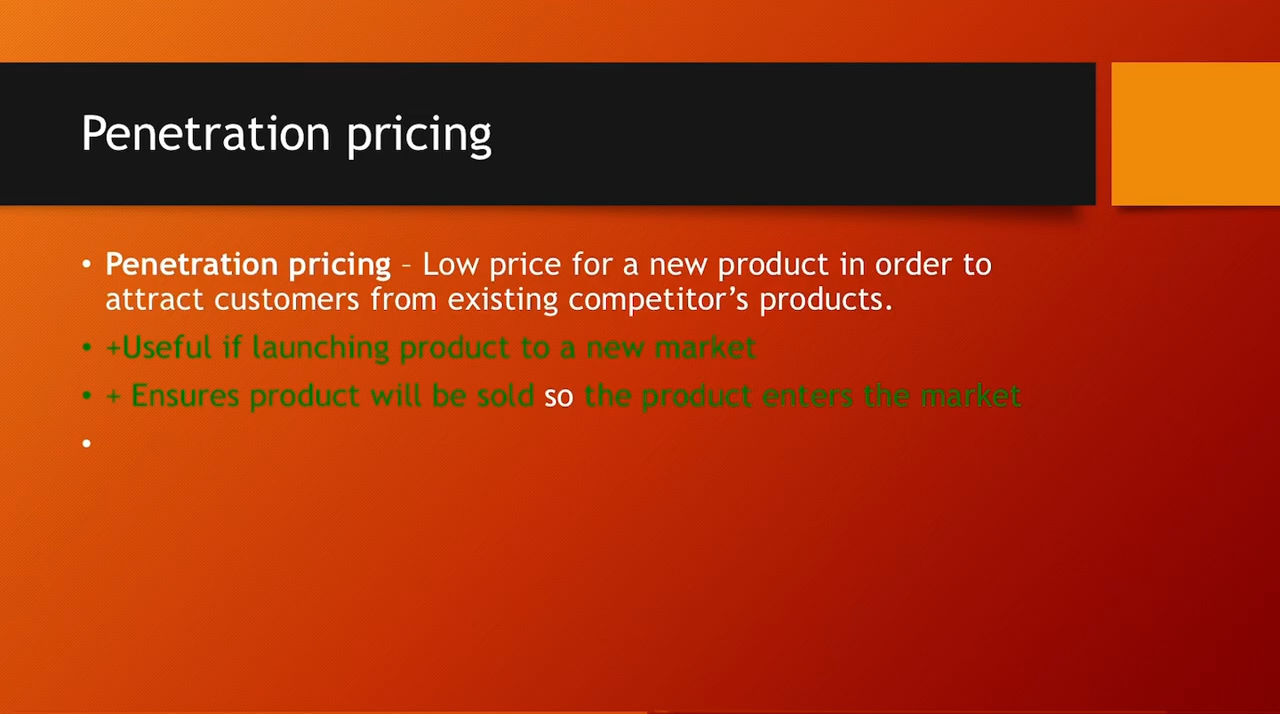 Penetration pricing
• Penetration pricing – Low price for a new product in order to
attract customers from existing competitor’s products.
• +Useful if launching product to a new market
• + Ensures product will be sold so the product enters the market
•